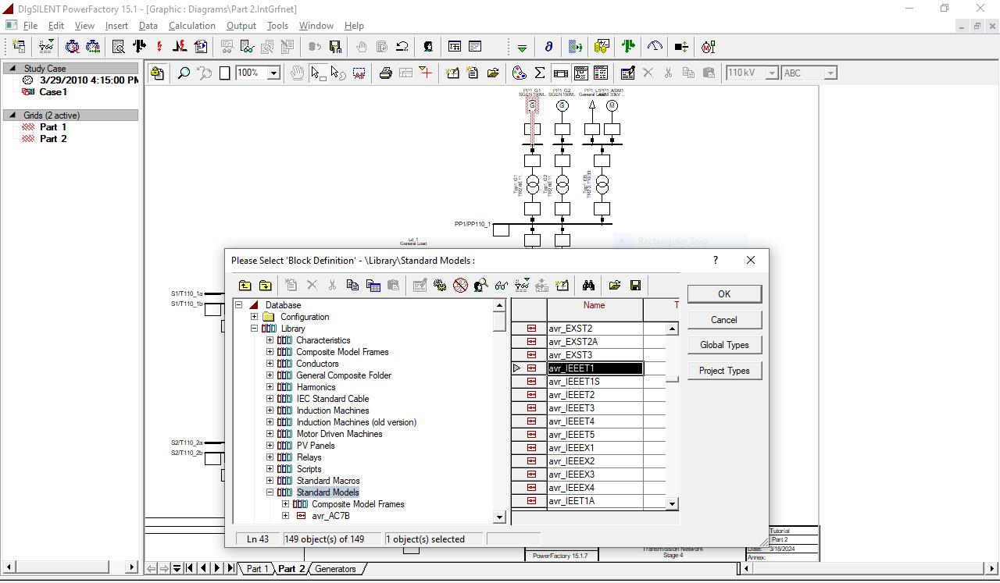 DIgSILENT PowerFactory 15.1 - [Graphic : Diagrams\Part 2.IntGrfnet]
File Edit View Insert Data Calculation Output Tools Window Help
100%
110 kV
ABC
Study Case
3/29/2010 4:15:00 PM
Case1
Grids (2 active)
Part 1
Part 2
PP1_G1
PP1_G2
G
G
M
PP1/PP110_1
Ld_1
General Load
Rectangular Snip
S1/T110_1a
S1/T110_1b
S2/T110_2a
S2/T110_2b
Please Select 'Block Definition' - \Library\Standard Models :
? 
OK
Cancel
Global Types
Project Types
Database
Configuration
Library
Characteristics
Composite Model Frames
Conductors
General Composite Folder
Harmonics
IEC Standard Cable
Induction Machines
Induction Machines (old version)
Motor Driven Machines
PV Panels
Relays
Scripts
Standard Macros
Standard Models
Composite Model Frames
avr_AC7B
Name
T
avr_EXST2
avr_EXST2A
avr_EXST3
avr_IEEET1
avr_IEEET1S
avr_IEEET2
avr_IEEET3
avr_IEEET4
avr_IEEET5
avr_IEEEX1
avr_IEEEX2
avr_IEEEX3
avr_IEEEX4
avr_IEET1A
Ln 43
149 object(s) of 149
1 object(s) selected
PowerFactory 15.1.7
Transmission Network
Stage 4
Tutorial
: Part 2
Date: 3/18/2024
Annex:
Part 1
Part 2
Generators